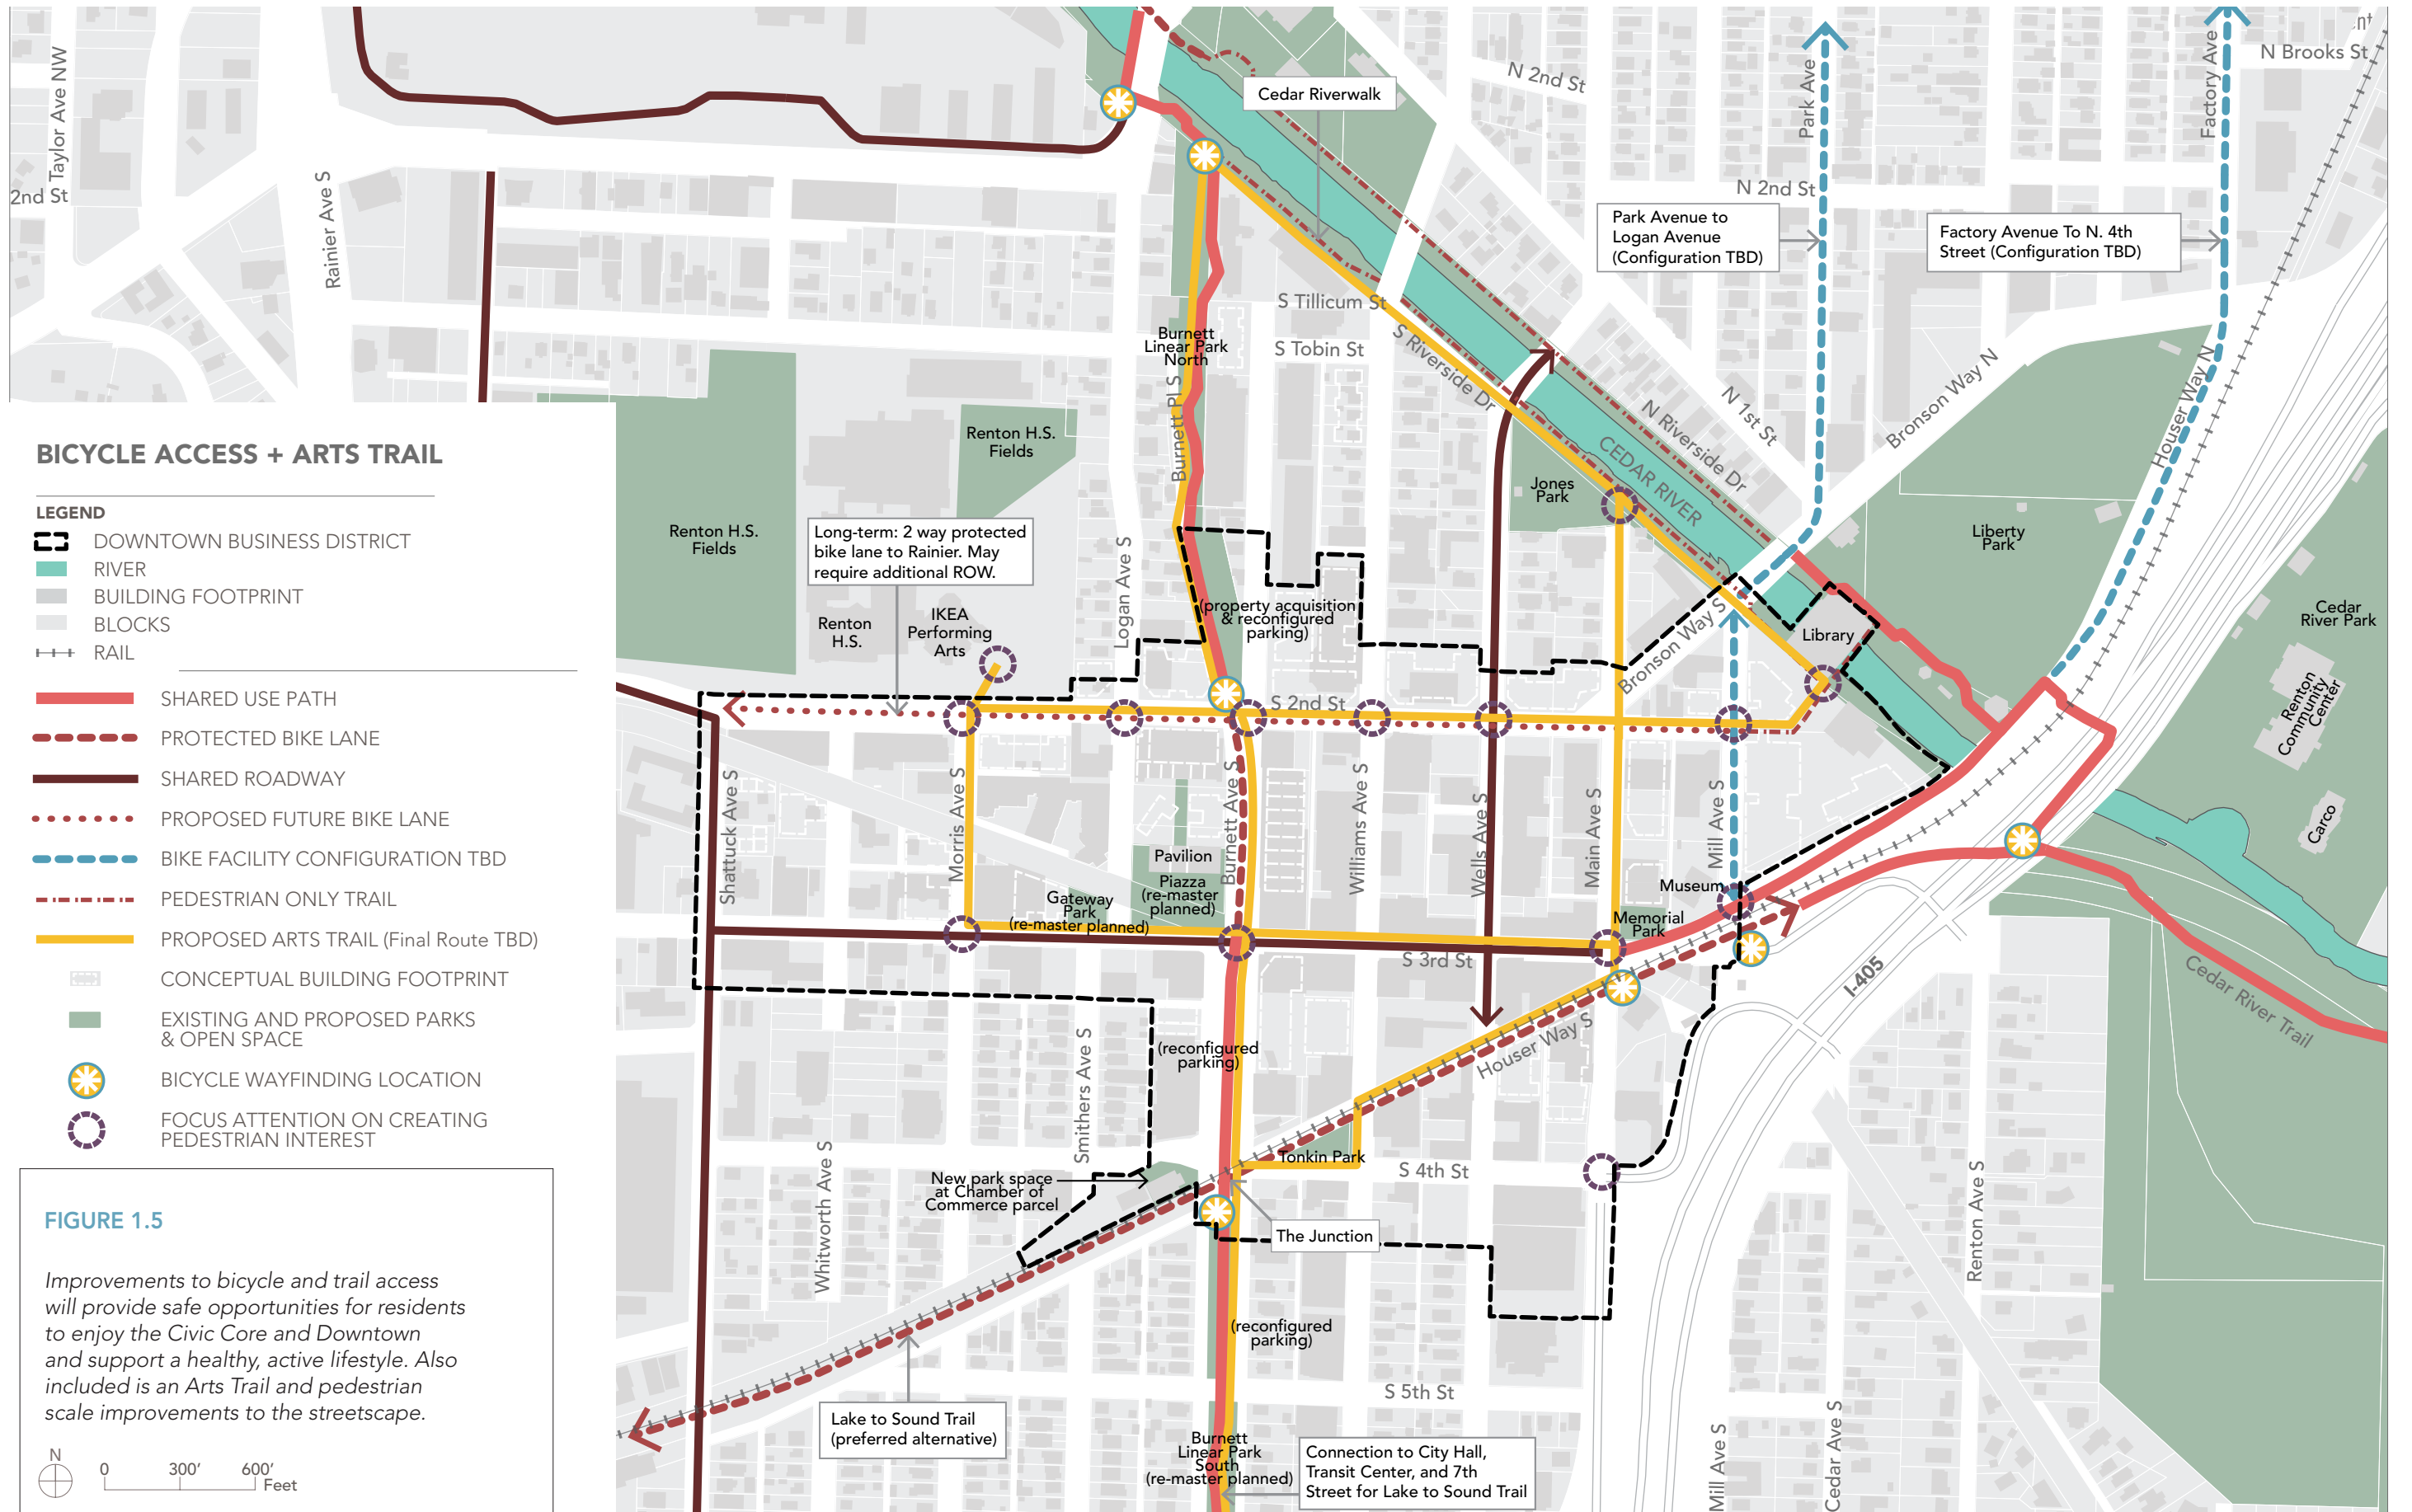 Taylor Ave NW
2nd St
Rainier Ave S
Cedar Riverwalk
N 2nd St
Park Ave
Factory Ave
N Brooks St
N 2nd St
Park Avenue to
Logan Avenue
(Configuration TBD)
Factory Avenue To N. 4th
Street (Configuration TBD)
S Tillicum St
S Tobin St
S Riverside Dr
Burnett
Linear Park
North
Burnett Pl S
N Riverside Dr
N 1st St
Bronson Way N
Houser Way N
CEDAR RIVER
Jones
Park
Liberty
Park
Cedar
River Park
Renton
Community
Center
Carco
Renton H.S.
Fields
Renton H.S.
Fields
Long-term: 2 way protected
bike lane to Rainier. May
require additional ROW.
Renton
H.S.
IKEA
Performing
Arts
Logan Ave S
(property acquisition
& reconfigured
parking)
Bronson Way S
Library
S 2nd St
Shattuck Ave S
Morris Ave S
Burnett Ave S
Williams Ave S
Wells Ave S
Main Ave S
Mill Ave S
Pavilion
Piazza
(re-master
planned)
Gateway
Park
(re-master planned)
Museum
Memorial
Park
S 3rd St
Houser Way S
I-405
Cedar River Trail
(reconfigured
parking)
Smithers Ave S
Whitworth Ave S
New park space
at Chamber of
Commerce parcel
Tonkin Park
S 4th St
The Junction
(reconfigured
parking)
Renton Ave S
S 5th St
Lake to Sound Trail
(preferred alternative)
Burnett
Linear Park
South
(re-master planned)
Connection to City Hall,
Transit Center, and 7th
Street for Lake to Sound Trail
Mill Ave S
Cedar Ave S
BICYCLE ACCESS + ARTS TRAIL
LEGEND
DOWNTOWN BUSINESS DISTRICT
RIVER
BUILDING FOOTPRINT
BLOCKS
RAIL
SHARED USE PATH
PROTECTED BIKE LANE
SHARED ROADWAY
PROPOSED FUTURE BIKE LANE
BIKE FACILITY CONFIGURATION TBD
PEDESTRIAN ONLY TRAIL
PROPOSED ARTS TRAIL (Final Route TBD)
CONCEPTUAL BUILDING FOOTPRINT
EXISTING AND PROPOSED PARKS
& OPEN SPACE
BICYCLE WAYFINDING LOCATION
FOCUS ATTENTION ON CREATING
PEDESTRIAN INTEREST
FIGURE 1.5
Improvements to bicycle and trail access
will provide safe opportunities for residents
to enjoy the Civic Core and Downtown
and support a healthy, active lifestyle. Also
included is an Arts Trail and pedestrian
scale improvements to the streetscape.
N
0 300' 600'
Feet